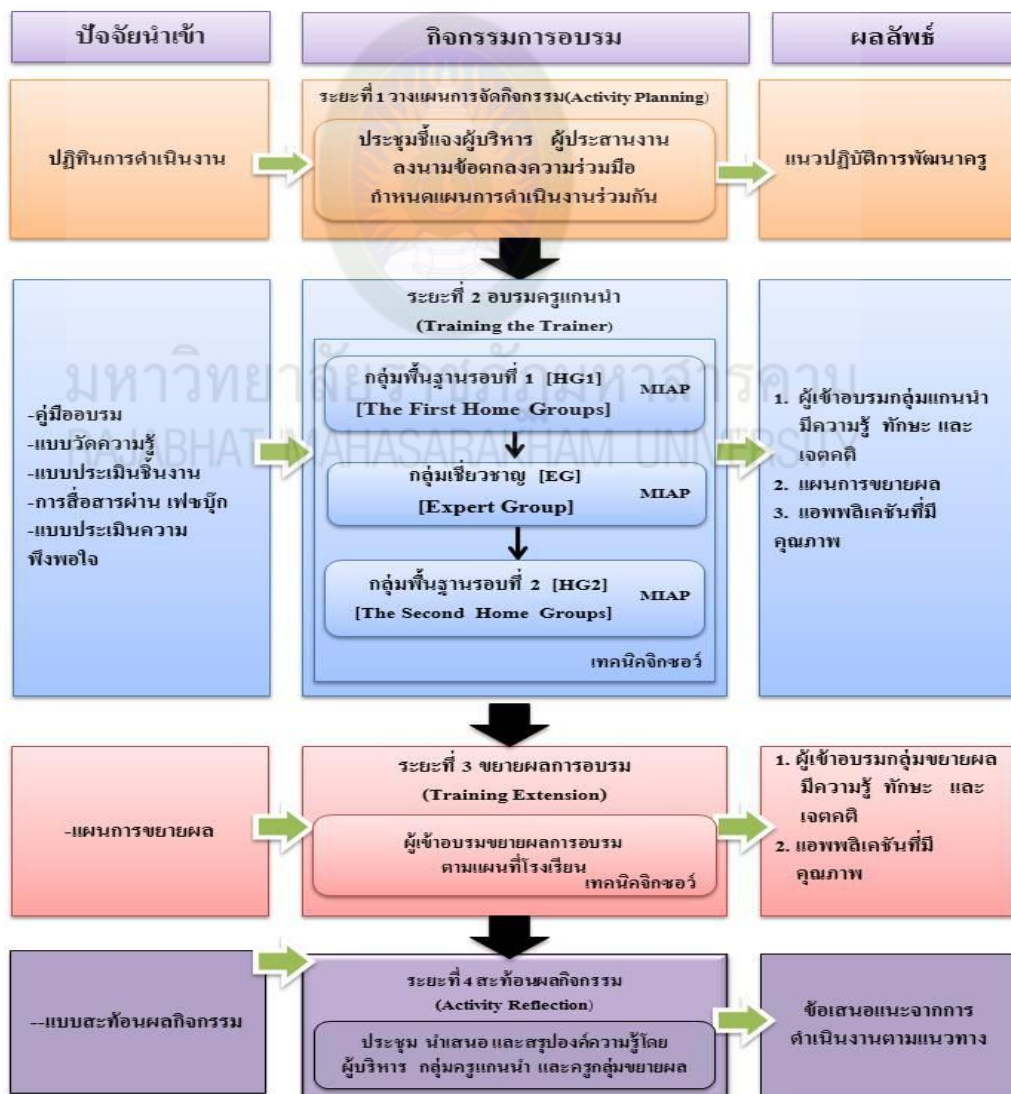 ปัจจัยนำเข้า
กิจกรรมการอบรม
ผลลัพธ์
ปฏิทินการดำเนินงาน
ระยะที่ 1 วางแผนการจัดกิจกรรม(Activity Planning)
ประชุมชี้แจงผู้บริหาร ผู้ประสานงาน
ลงนามข้อตกลงความร่วมมือ
กำหนดแผนการดำเนินงานร่วมกัน
แนวปฏิบัติการพัฒนาครู
-คู่มืออบรม
-แบบวัดความรู้
-แบบประเมินชิ้นงาน
-การสื่อสารผ่าน เฟซบุ๊ก
-แบบประเมินความ
พึงพอใจ
ระยะที่ 2 อบรมครูแกนนำ
(Training the Trainer)
กลุ่มพื้นฐานรอบที่ 1 [HG1]
MIAP
[The First Home Groups]
กลุ่มเชี่ยวชาญ [EG]
MIAP
[Expert Group]
กลุ่มพื้นฐานรอบที่ 2 [HG2]
MIAP
[The Second Home Groups]
เทคนิคจิกซอว์
1. ผู้เข้าอบรมกลุ่มแกนนำ
มีความรู้ ทักษะ และ
เจตคติ
2. แผนการขยายผล
3. แอพพลิเคชันที่มี
คุณภาพ
มหาวิทยาลัยราชภัฏมหาสารคาม
RAJABHAT MAHASARAKHAM UNIVERSITY
-แผนการขยายผล
ระยะที่ 3 ขยายผลการอบรม
(Training Extension)
ผู้เข้าอบรมขยายผลการอบรม
ตามแผนที่โรงเรียน
เทคนิคจิกซอว์
1. ผู้เข้าอบรมกลุ่มขยายผล
มีความรู้ ทักษะ และ
เจตคติ
2. แอพพลิเคชันที่มี
คุณภาพ
--แบบสะท้อนผลกิจกรรม
ระยะที่ 4 สะท้อนผลกิจกรรม
(Activity Reflection)
ประชุม นำเสนอ และสรุปองค์ความรู้โดย
ผู้บริหาร กลุ่มครูแกนนำ และครูกลุ่มขยายผล
ข้อเสนอแนะจากการ
ดำเนินงานตามแนวทาง